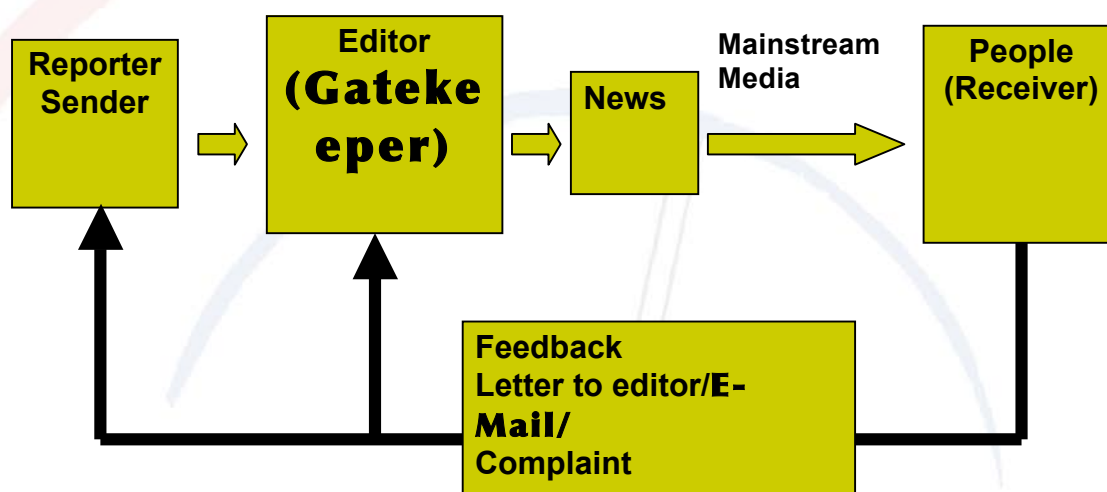 Reporter
Sender
Editor
(Gateke
eper)
News
Mainstream
Media
People
(Receiver)
Feedback
Letter to editor/E-
Mail/
Complaint